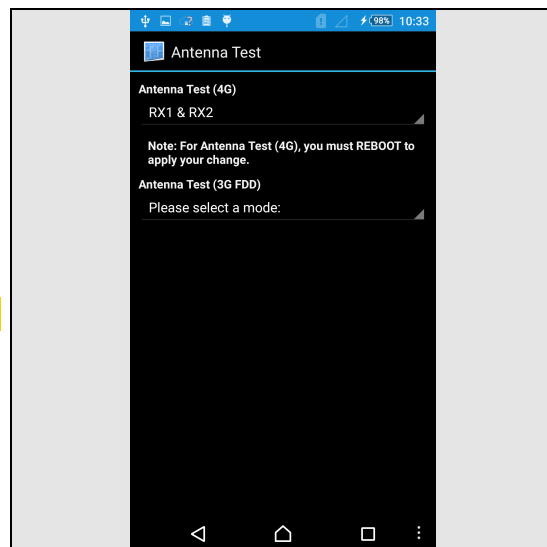 98% 10:33
Antenna Test
Antenna Test (4G)
RX1 & RX2
Note: For Antenna Test (4G), you must REBOOT to
apply your change.
Antenna Test (3G FDD)
Please select a mode: